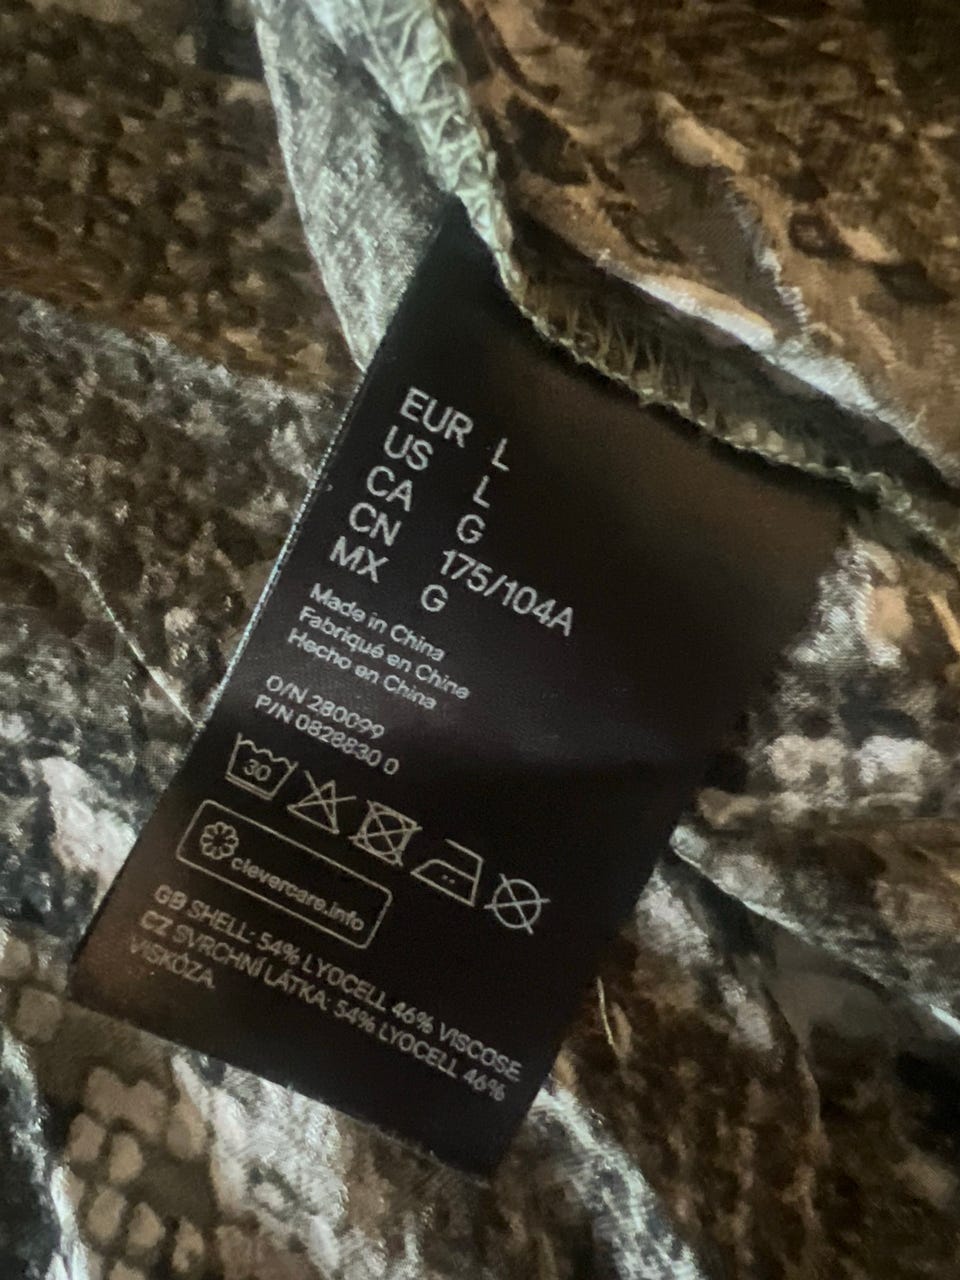 EUR L
US L
CA G
CN 175/104A
MX G
Made in China
Fabriqué en Chine
Hecho en China
O/N 280099
P/N 0828830 0
30
clevercare.info
GB SHELL: 54% LYOCELL 46% VISCOSE.
CZ SVRCHNÍ LÁTKA: 54% LYOCELL 46%
VISKÓZA.